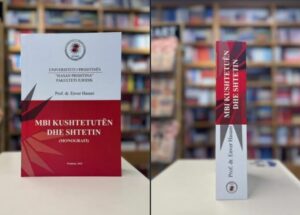 UNIVERSITETI I PRISHTINËS
"HASAN PRISHTINA"
FAKULTETI JURIDIK
Prof. dr Enver Hasani
MBI KUSHTETUTËN
DHE SHTETIN
(MONOGRAFI)
MBI KUSHTETUTËN
DHE SHTETIN
Prof. dr Enver Hasani